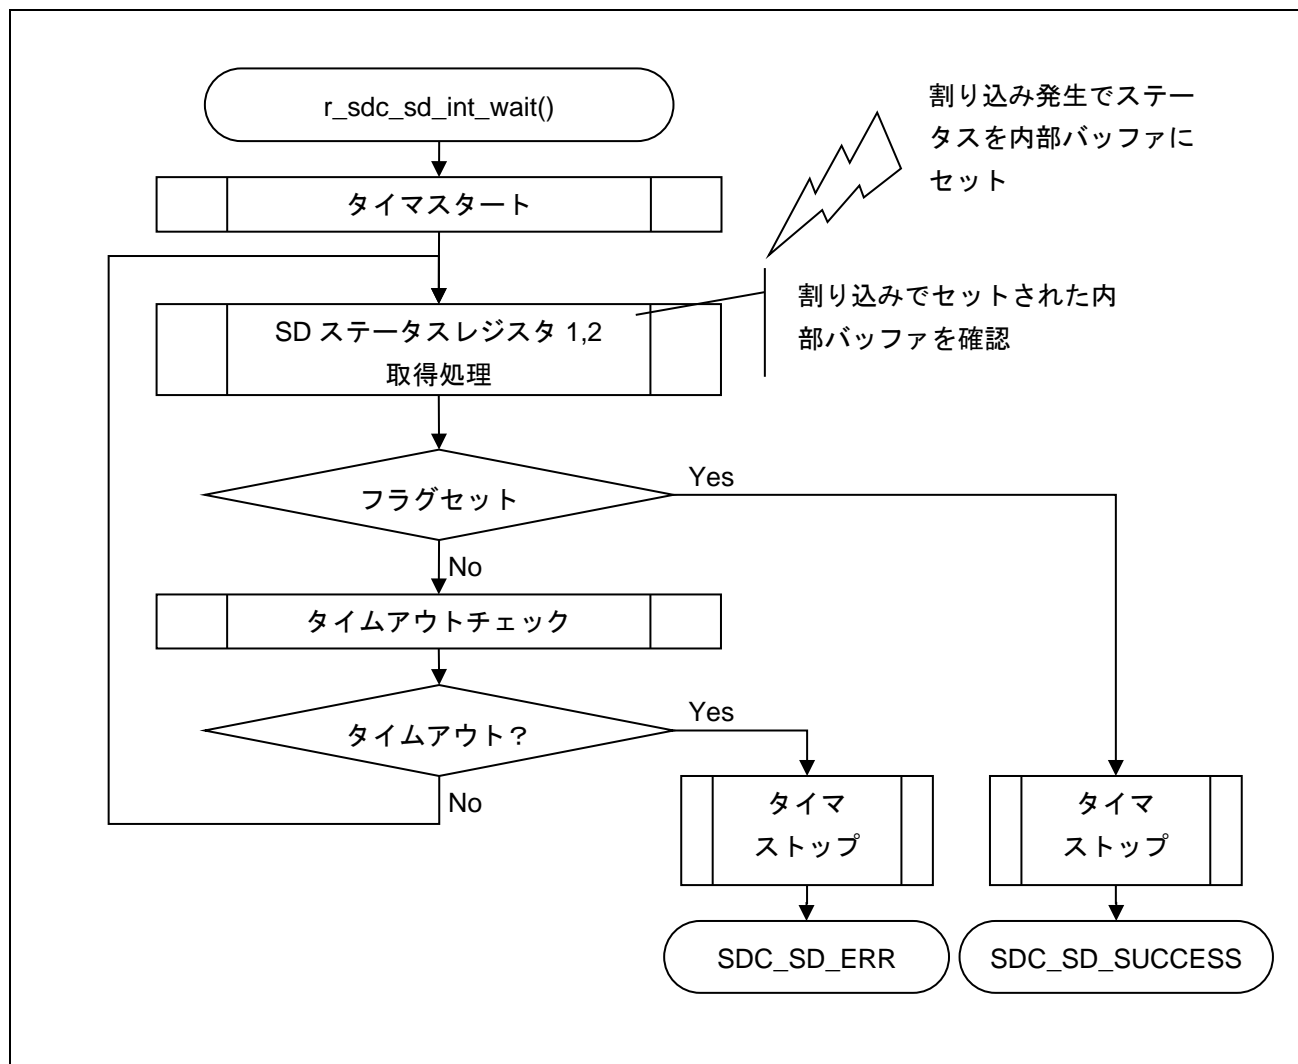 r_sdc_sd_int_wait()
割り込み発生でステー
タスを内部バッファに
セット
タイマスタート
SD ステータスレジスタ 1,2
取得処理
割り込みでセットされた内
部バッファを確認
フラグセット
Yes
No
タイムアウトチェック
タイムアウト？
Yes
No
タイマ
ストップ
タイマ
ストップ
SDC_SD_ERR
SDC_SD_SUCCESS